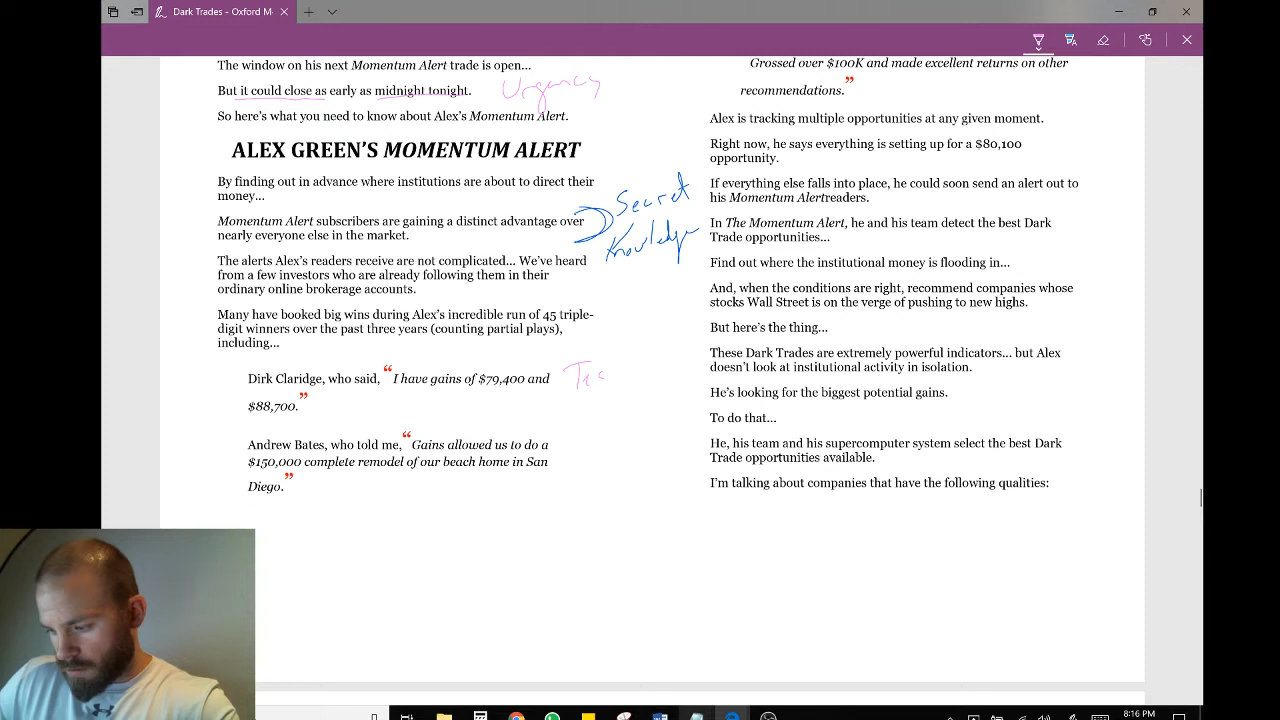 Dark Trades - Oxford M
The window on his next Momentum Alert trade is open...
But it could close as early as midnight tonight.
Urgency
So here's what you need to know about Alex's Momentum Alert.
ALEX GREEN'S MOMENTUM ALERT
By finding out in advance where institutions are about to direct their
money...
Momentum Alert subscribers are gaining a distinct advantage over
nearly everyone else in the market.
Secret
Knowledge
The alerts Alex's readers receive are not complicated... We've heard
from a few investors who are already following them in their
ordinary online brokerage accounts.
Many have booked big wins during Alex's incredible run of 45 triple-
digit winners over the past three years (counting partial plays),
including...
Dirk Claridge, who said, "I have gains of $79,400 and
$88,700."
Andrew Bates, who told me, "Gains allowed us to do a
$150,000 complete remodel of our beach home in San
Diego."
Grossed over $100K and made excellent returns on other
recommendations."
Alex is tracking multiple opportunities at any given moment.
Right now, he says everything is setting up for a $80,100
opportunity.
If everything else falls into place, he could soon send an alert out to
his Momentum Alertreaders.
In The Momentum Alert, he and his team detect the best Dark
Trade opportunities...
Find out where the institutional money is flooding in...
And, when the conditions are right, recommend companies whose
stocks Wall Street is on the verge of pushing to new highs.
But here's the thing...
These Dark Trades are extremely powerful indicators... but Alex
doesn't look at institutional activity in isolation.
He's looking for the biggest potential gains.
To do that...
He, his team and his supercomputer system select the best Dark
Trade opportunities available.
I'm talking about companies that have the following qualities:
8:16 PM